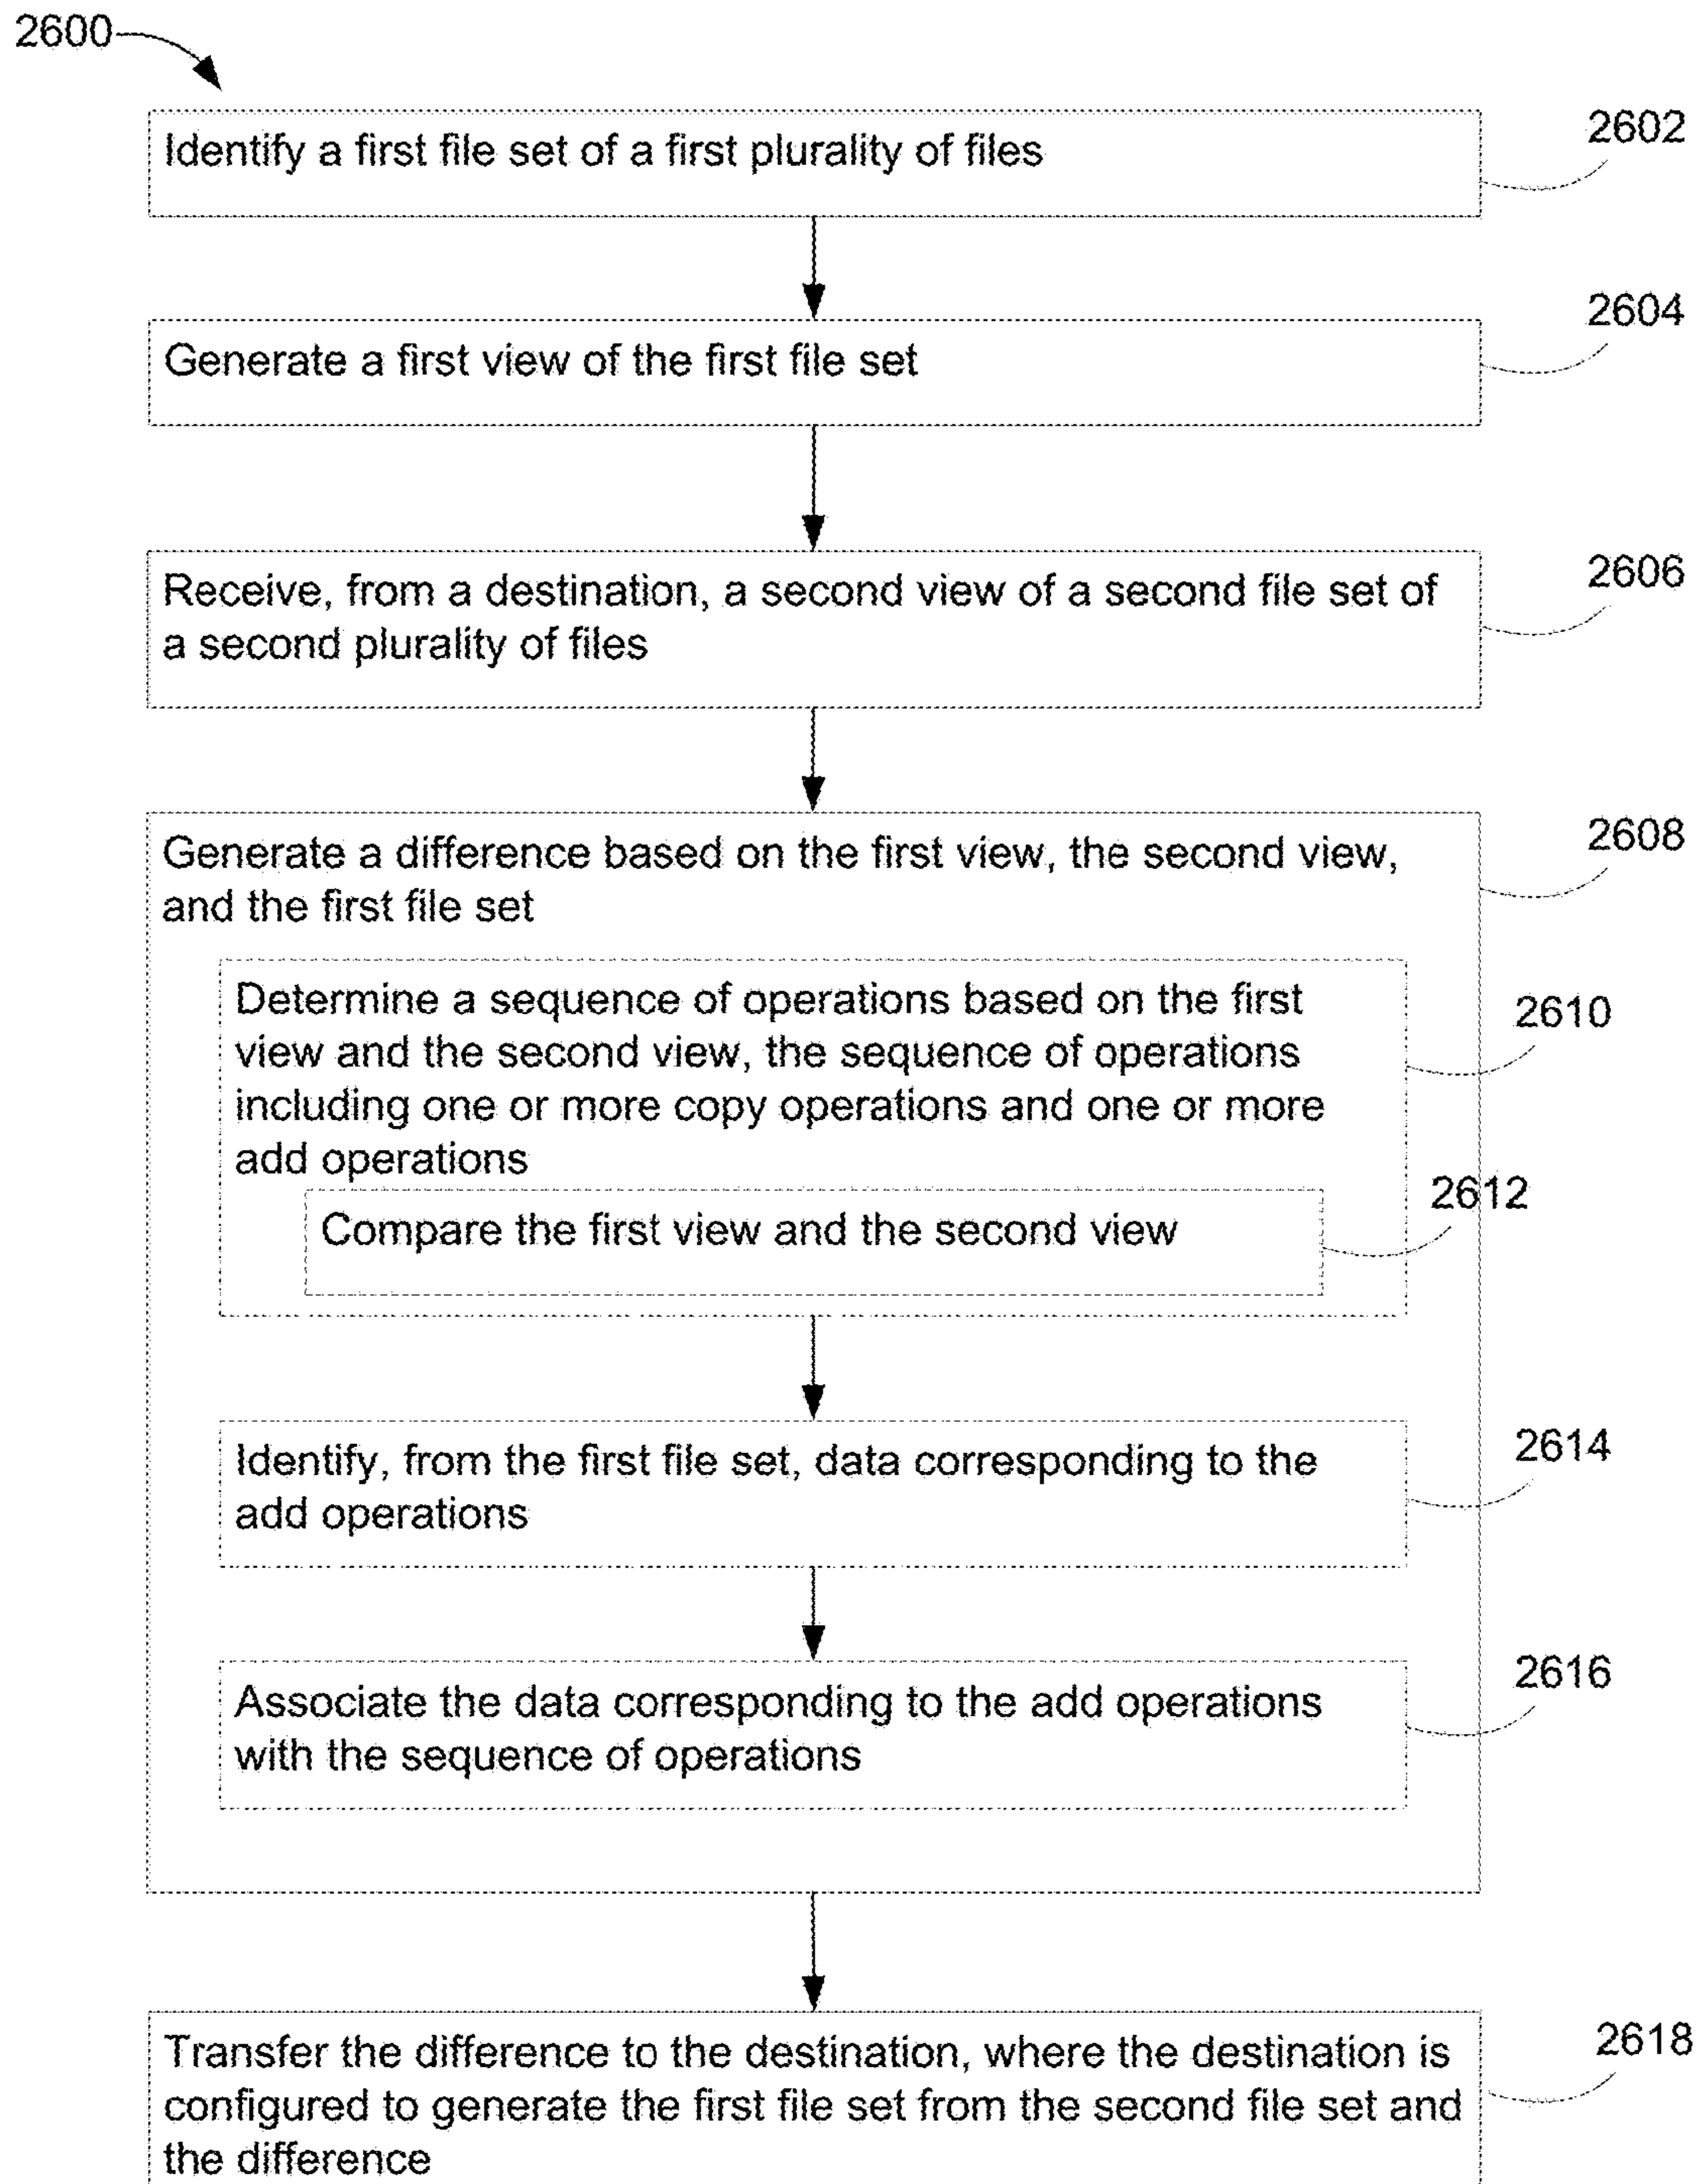 2600
2602
Identify a first file set of a first plurality of files
2604
Generate a first view of the first file set
2606
Receive, from a destination, a second view of a second file set of
a second plurality of files
2608
Generate a difference based on the first view, the second view,
and the first file set
2610
Determine a sequence of operations based on the first
view and the second view, the sequence of operations
including one or more copy operations and one or more
add operations
2612
Compare the first view and the second view
2614
Identify, from the first file set, data corresponding to the
add operations
2616
Associate the data corresponding to the add operations
with the sequence of operations
2618
Transfer the difference to the destination, where the destination is
configured to generate the first file set from the second file set and
the difference